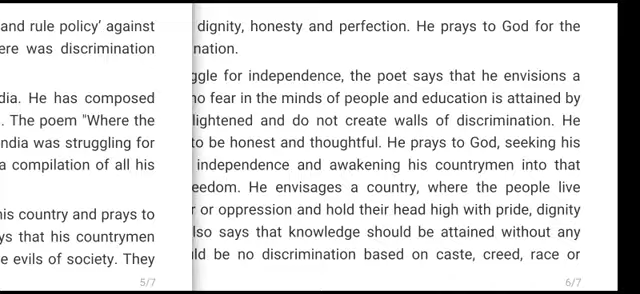 and rule policy' against
ere was discrimination
dia. He has composed
. The poem "Where the
ndia was struggling for
a compilation of all his
his country and prays to
ys that his countrymen
e evils of society. They
5/7
dignity, honesty and perfection. He prays to God for the
nation.
ggle for independence, the poet says that he envisions a
no fear in the minds of people and education is attained by
lightened and do not create walls of discrimination. He
to be honest and thoughtful. He prays to God, seeking his
independence and awakening his countrymen into that
eedom. He envisages a country, where the people live
r or oppression and hold their head high with pride, dignity
lso says that knowledge should be attained without any
ld be no discrimination based on caste, creed, race or
6/7